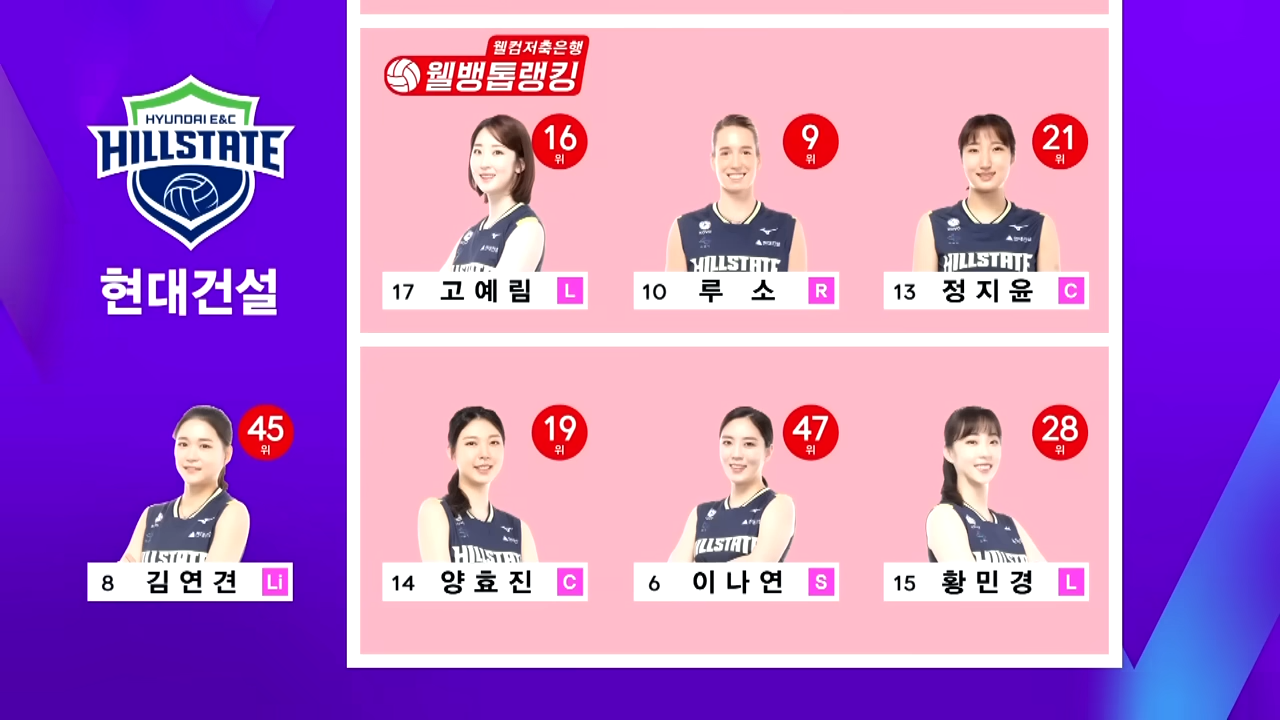 웰컴저축은행
웰뱅톱랭킹
HYUNDAI E&C
HILLSTATE
현대건설
16위
9위
21위
HILLSTATE
HILLSTATE
17 고예림 L
10 루소 R
13 정지윤 C
45위
19위
47위
28위
8 김연견 Li
14 양효진 C
6 이나연 S
15 황민경 L